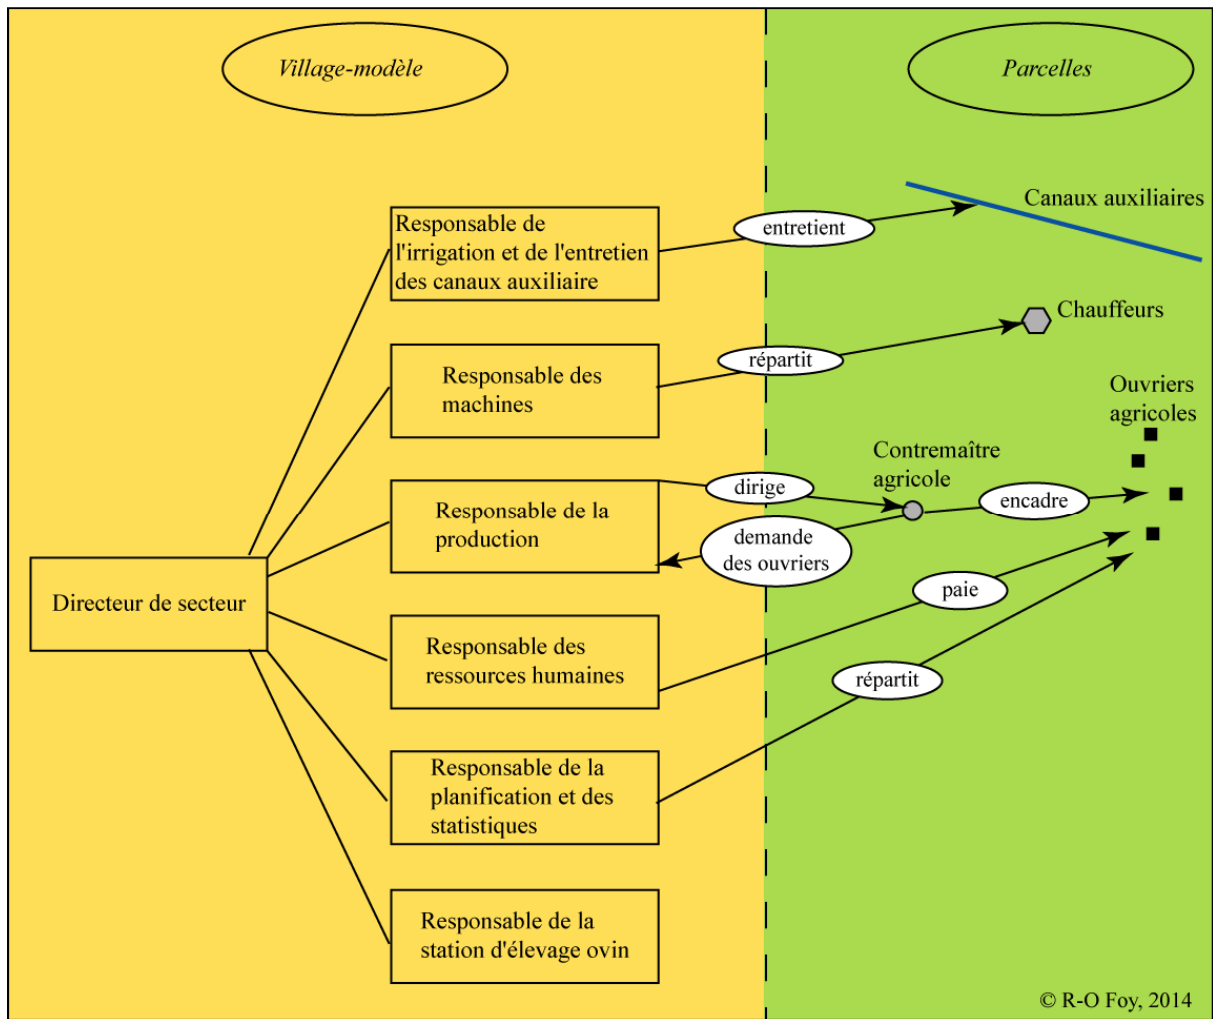 Village-modèle
Parcelles
Responsable de
l'irrigation et de l'entretien
des canaux auxiliaire
entretient
Canaux auxiliaires
Responsable des
machines
répartit
Chauffeurs
Ouvriers
agricoles
Responsable de la
production
dirige
Contremaître
agricole
encadre
demande
des ouvriers
Directeur de secteur
Responsable des
ressources humaines
paie
répartit
Responsable de la
planification et des
statistiques
Responsable de la
station d'élevage ovin
© R-O Foy, 2014